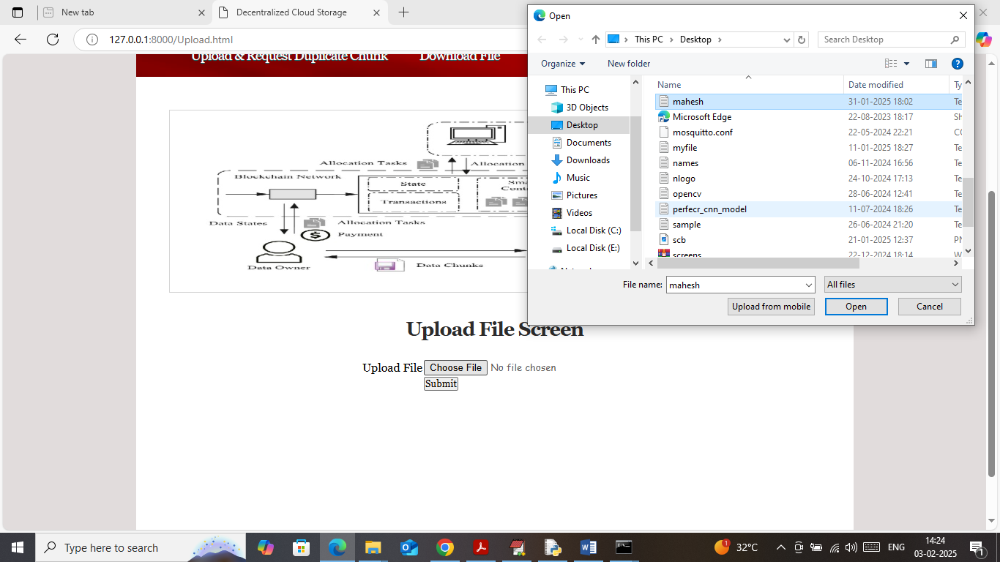 New tab
Decentralized Cloud Storage
127.0.0.1:8000/Upload.html
Upload & Request Duplicate Chunk Download File
Allocation Tasks
Allocation
Blockchain Network
State
Transactions
Data States
Allocation Tasks
Payment
Data Owner
Data Chunks
Upload File Screen
Upload File Choose File No file chosen
Submit
Open
This PC > Desktop >
Search Desktop
Organize
New folder
This PC
3D Objects
Desktop
Documents
Downloads
Music
Pictures
Videos
Local Disk (C:)
Local Disk (E:)
Name Date modified Ty
mahesh 31-01-2025 18:02 Te
Microsoft Edge 22-08-2023 18:17 Sh
mosquitto.conf 22-05-2024 22:21 CO
myfile 11-01-2025 18:27 Te
names 06-11-2024 16:56 Te
nlogo 24-10-2024 17:13 Te
opencv 28-06-2024 12:41 Te
perfecr_cnn_model 11-07-2024 18:26 Te
sample 26-06-2024 21:20 Te
scb 21-01-2025 12:37 PN
screens 22-12-2024 18:14 W
File name: mahesh All files
Upload from mobile Open Cancel
Type here to search
1
32°C
ENG
14:24
03-02-2025
1